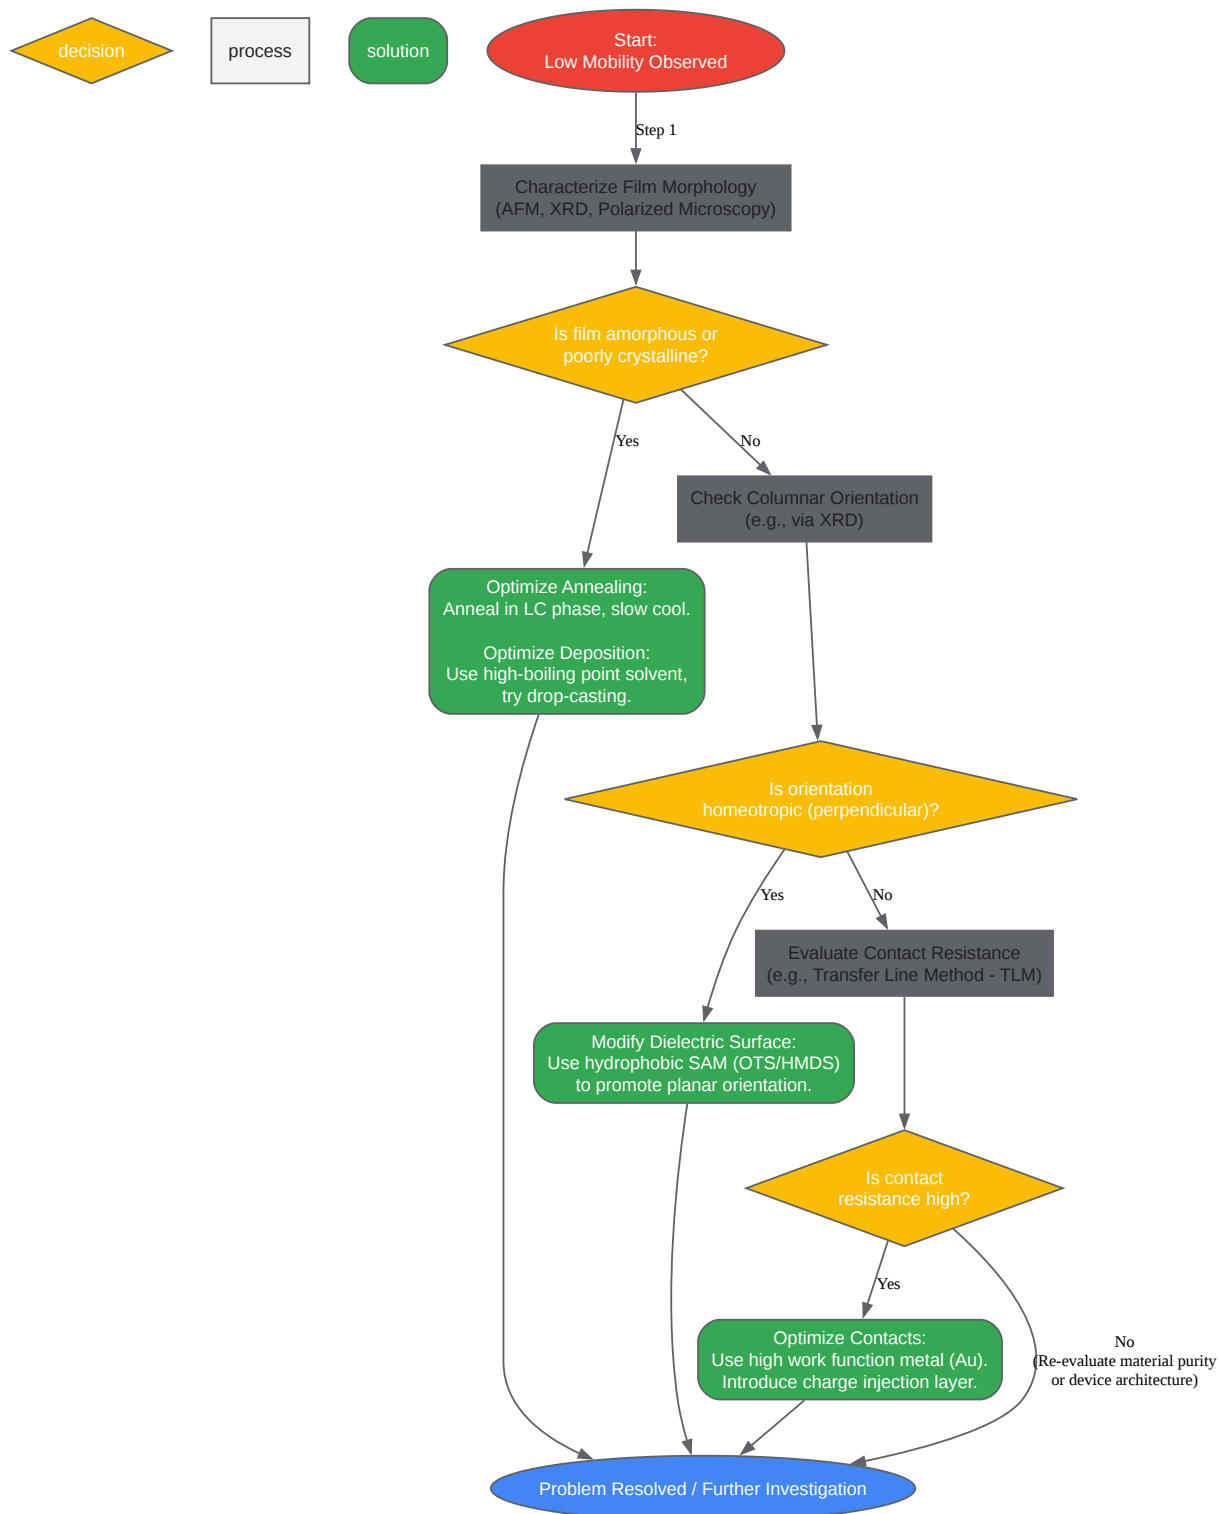 decision
process
solution
Start:
Low Mobility Observed
Step 1
Characterize Film Morphology
(AFM, XRD, Polarized Microscopy)
Is film amorphous or
poorly crystalline?
Yes
No
Check Columnar Orientation
(e.g., via XRD)
Optimize Annealing:
Anneal in LC phase, slow cool.
Optimize Deposition:
Use high-boiling point solvent,
try drop-casting.
Is orientation
homeotropic (perpendicular)?
Yes
No
Evaluate Contact Resistance
(e.g., Transfer Line Method - TLM)
Modify Dielectric Surface:
Use hydrophobic SAM (OTS/HMDS)
to promote planar orientation.
Is contact
resistance high?
Yes
No
(Re-evaluate material purity
or device architecture)
Optimize Contacts:
Use high work function metal (Au).
Introduce charge injection layer.
Problem Resolved / Further Investigation